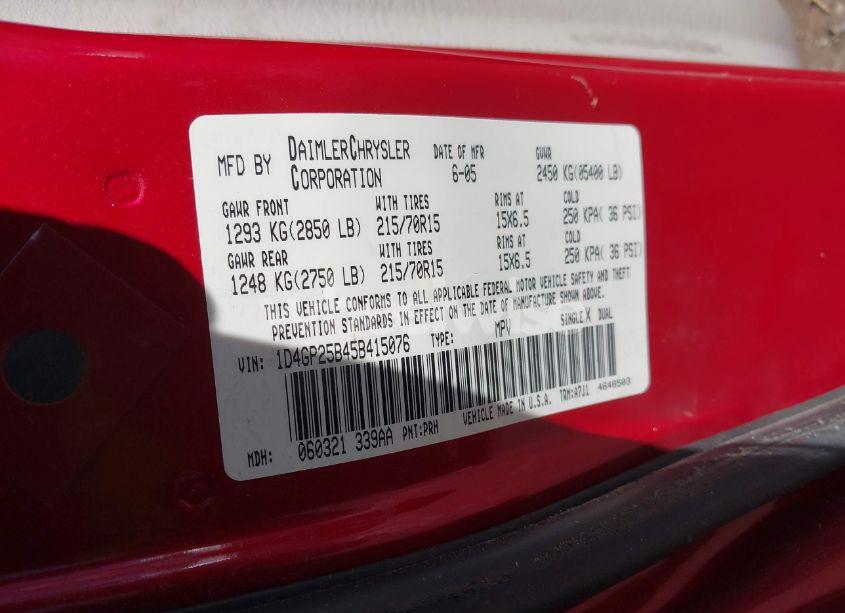 MFD BY DAIMLERCHRYSLER CORPORATION DATE OF MFR 6-05 GVWR 2450 KG(05400 LB)
GAWR FRONT WITH TIRES RIMS AT COLD
1293 KG(2850 LB) 215/70R15 15X6.5 250 KPA( 36 PSI)
GAWR REAR WITH TIRES RIMS AT COLD
1248 KG(2750 LB) 215/70R15 15X6.5 250 KPA( 36 PSI)
THIS VEHICLE CONFORMS TO ALL APPLICABLE FEDERAL MOTOR VEHICLE SAFETY AND THEFT
PREVENTION STANDARDS IN EFFECT ON THE DATE OF MANUFACTURE SHOWN ABOVE.
VIN: 1D4GP25B45B415076 TYPE: MPV SINGLE X DUAL
VEHICLE MADE IN U.S.A. TRM:A7J1 4648503
MDH: 060321 339AA PNT:PRH